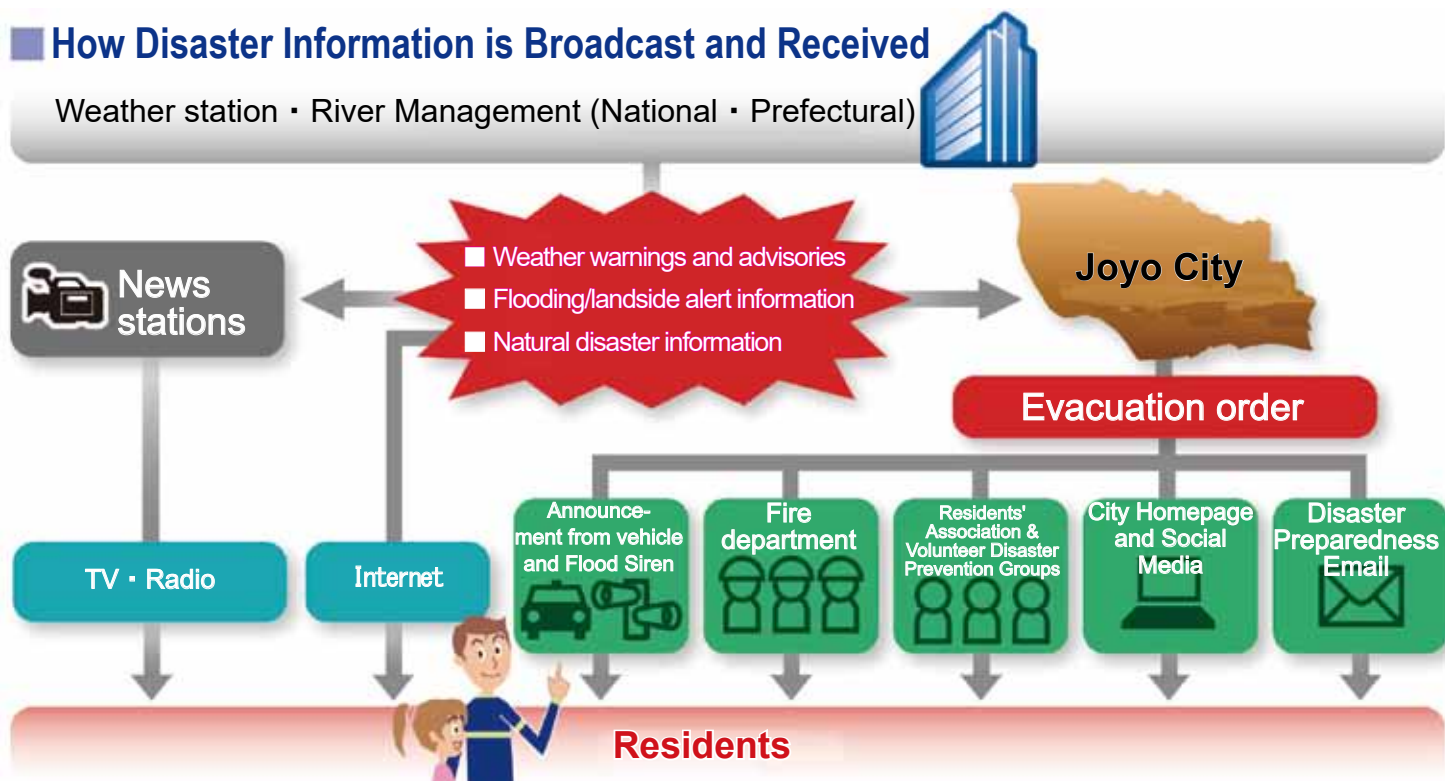 How Disaster Information is Broadcast and Received
Weather station・River Management (National・Prefectural)
News
stations
■ Weather warnings and advisories
■ Flooding/landside alert information
■ Natural disaster information
Joyo City
Evacuation order
TV・Radio
Internet
Announce-
ment from vehicle
and Flood Siren
Fire
department
Residents'
Association &
Volunteer Disaster
Prevention Groups
City Homepage
and Social
Media
Disaster
Preparedness
Email
Residents